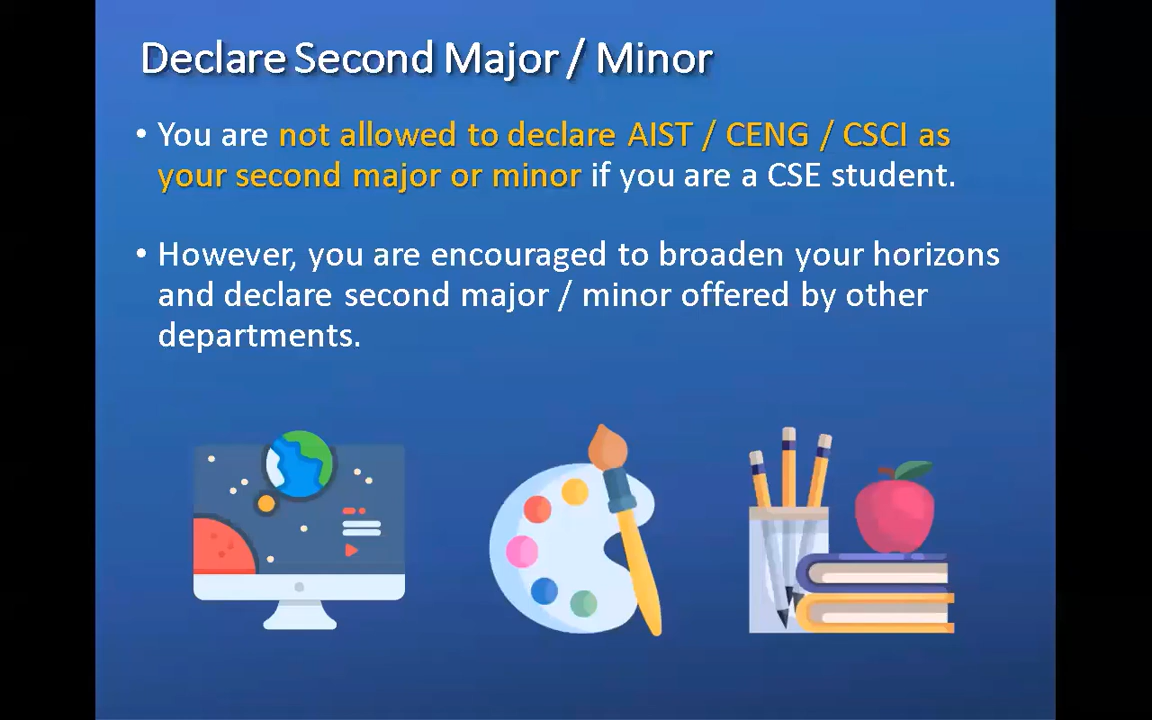 Declare Second Major / Minor
• You are not allowed to declare AIST / CENG / CSCI as
your second major or minor if you are a CSE student.
• However, you are encouraged to broaden your horizons
and declare second major / minor offered by other
departments.